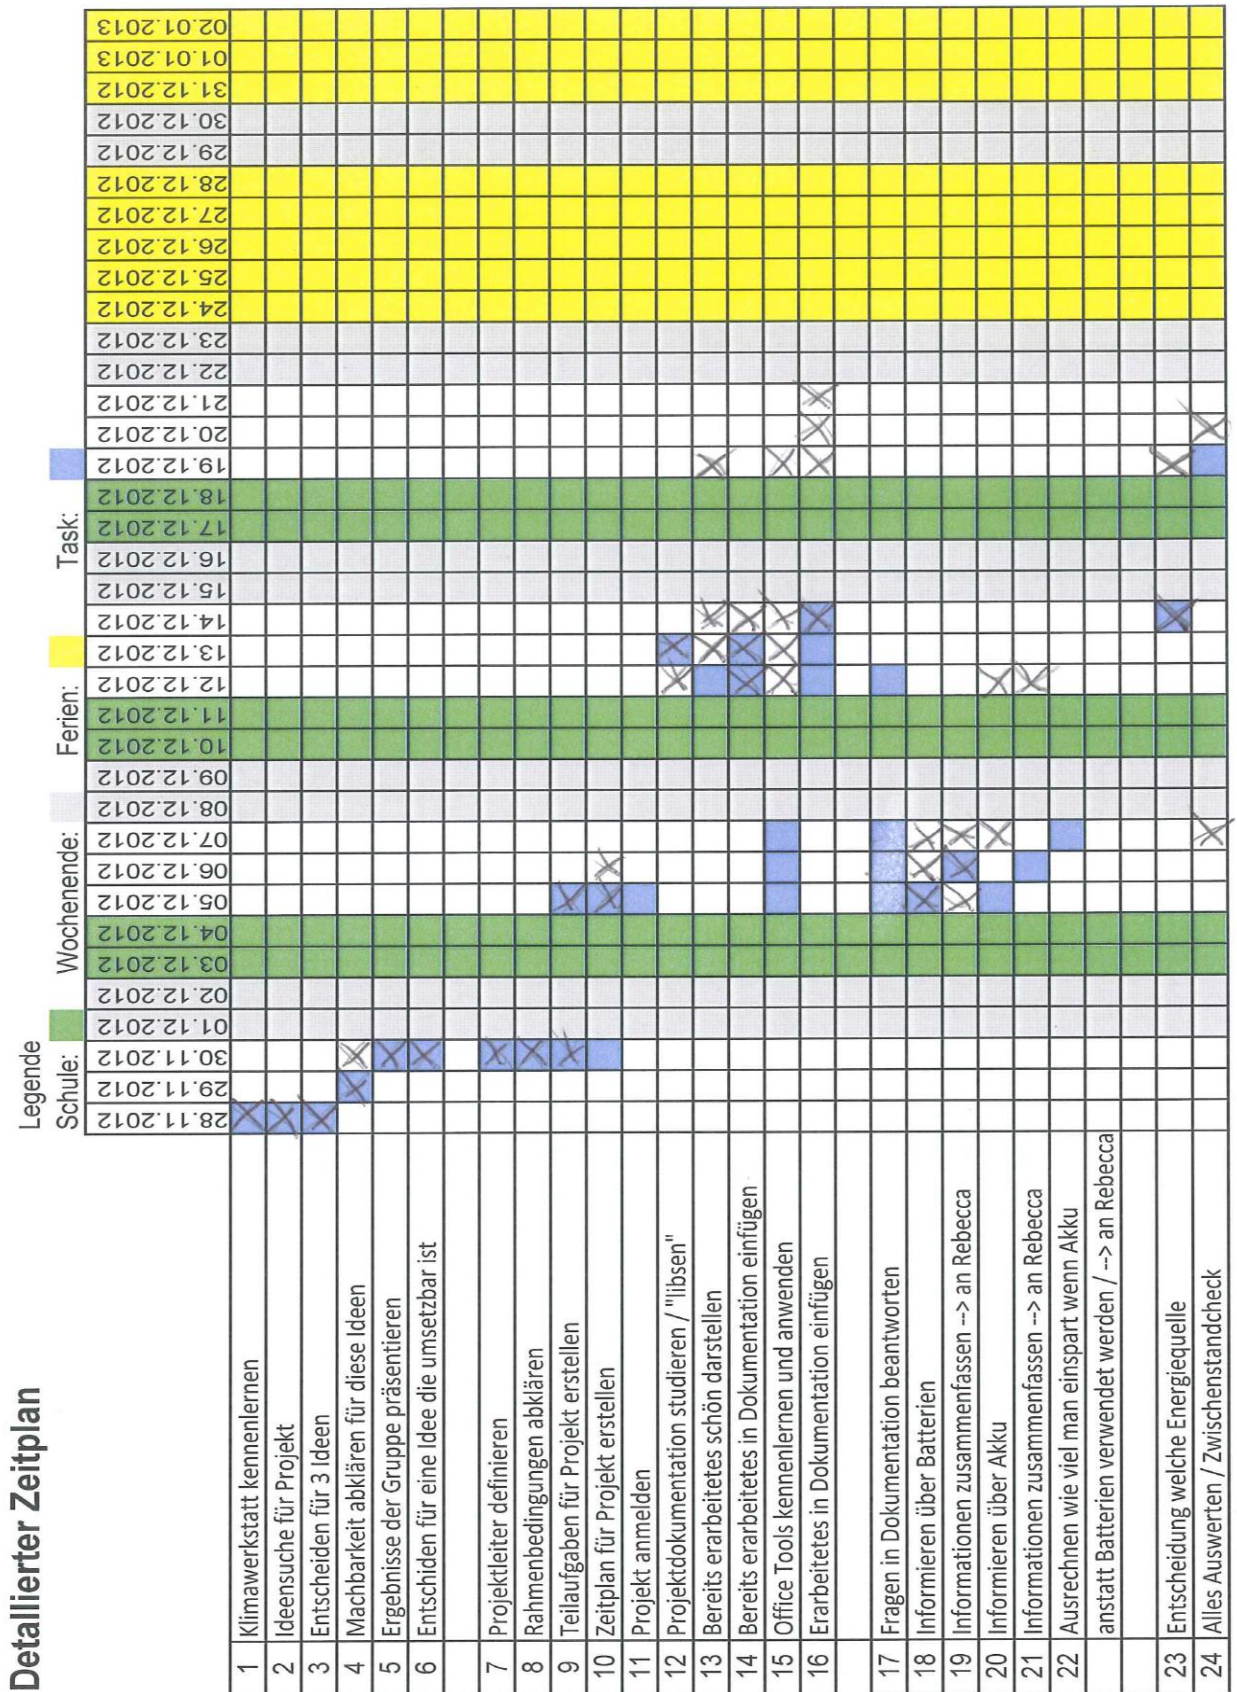 Detallierter Zeitplan
Legende
Schule:
Wochenende:
Ferien:
Task:
28.11.2012
29.11.2012
30.11.2012
01.12.2012
02.12.2012
03.12.2012
04.12.2012
05.12.2012
06.12.2012
07.12.2012
08.12.2012
09.12.2012
10.12.2012
11.12.2012
12.12.2012
13.12.2012
14.12.2012
15.12.2012
16.12.2012
17.12.2012
18.12.2012
19.12.2012
20.12.2012
21.12.2012
22.12.2012
23.12.2012
24.12.2012
25.12.2012
26.12.2012
27.12.2012
28.12.2012
29.12.2012
30.12.2012
31.12.2012
01.01.2013
02.01.2013
1 Klimawerkstatt kennenlernen
2 Ideensuche für Projekt
3 Entscheiden für 3 Ideen
4 Machbarkeit abklären für diese Ideen
5 Ergebnisse der Gruppe präsentieren
6 Entschiden für eine Idee die umsetzbar ist
7 Projektleiter definieren
8 Rahmenbedingungen abklären
9 Teilaufgaben für Projekt erstellen
10 Zeitplan für Projekt erstellen
11 Projekt anmelden
12 Projektdokumentation studieren / "libsen"
13 Bereits erarbeitetes schön darstellen
14 Bereits erarbeitetes in Dokumentation einfügen
15 Office Tools kennenlernen und anwenden
16 Erarbeitetes in Dokumentation einfügen
17 Fragen in Dokumentation beantworten
18 Informieren über Batterien
19 Informationen zusammenfassen --> an Rebecca
20 Informieren über Akku
21 Informationen zusammenfassen --> an Rebecca
22 Ausrechnen wie viel man einspart wenn Akku
anstatt Batterien verwendet werden / --> an Rebecca
23 Entscheidung welche Energiequelle
24 Alles Auswerten / Zwischenstandcheck